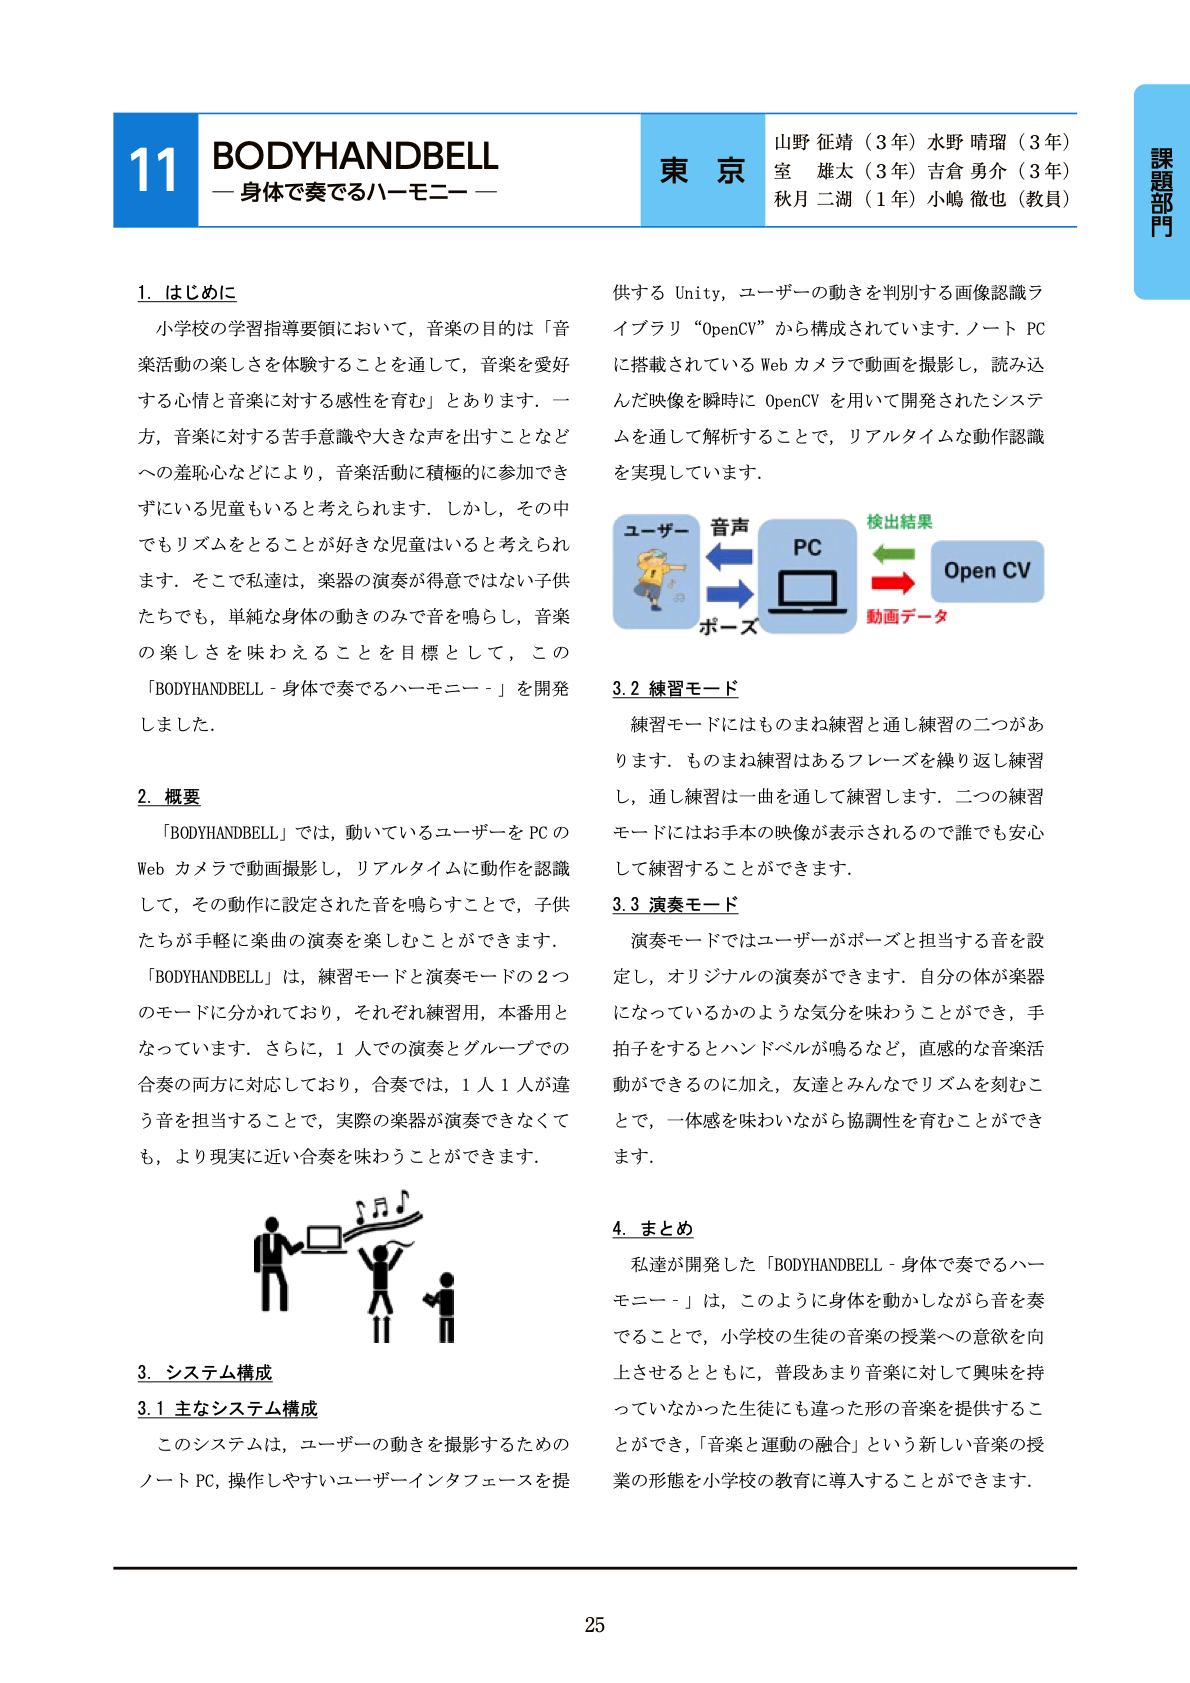 課題部門
11
BODYHANDBELL
― 身体で奏でるハーモニー ―
東 京
山野 征靖（３年）水野 晴瑠（３年）
室　雄太（３年）吉倉 勇介（３年）
秋月 二湖（１年）小嶋 徹也（教員）
1. はじめに
小学校の学習指導要領において，音楽の目的は「音
楽活動の楽しさを体験することを通して，音楽を愛好
する心情と音楽に対する感性を育む」とあります．一
方，音楽に対する苦手意識や大きな声を出すことなど
への羞恥心などにより，音楽活動に積極的に参加でき
ずにいる児童もいると考えられます．しかし，その中
でもリズムをとることが好きな児童はいると考えられ
ます．そこで私達は，楽器の演奏が得意ではない子供
たちでも，単純な身体の動きのみで音を鳴らし，音楽
の楽しさを味わえることを目標として，この
「BODYHANDBELL‐身体で奏でるハーモニー‐」を開発
しました．
2. 概要
「BODYHANDBELL」では，動いているユーザーを PC の
Web カメラで動画撮影し，リアルタイムに動作を認識
して，その動作に設定された音を鳴らすことで，子供
たちが手軽に楽曲の演奏を楽しむことができます．
「BODYHANDBELL」は，練習モードと演奏モードの２つ
のモードに分かれており，それぞれ練習用，本番用と
なっています．さらに，1 人での演奏とグループでの
合奏の両方に対応しており，合奏では，1 人 1 人が違
う音を担当することで，実際の楽器が演奏できなくて
も，より現実に近い合奏を味わうことができます．
3. システム構成
3.1 主なシステム構成
このシステムは，ユーザーの動きを撮影するための
ノート PC，操作しやすいユーザーインタフェースを提
供する Unity，ユーザーの動きを判別する画像認識ラ
イブラリ “OpenCV” から構成されています．ノート PC
に搭載されている Web カメラで動画を撮影し，読み込
んだ映像を瞬時に OpenCV を用いて開発されたシステ
ムを通して解析することで，リアルタイムな動作認識
を実現しています．
ユーザー
音声
ポーズ
PC
検出結果
動画データ
Open CV
3.2 練習モード
練習モードにはものまね練習と通し練習の二つがあ
ります．ものまね練習はあるフレーズを繰り返し練習
し，通し練習は一曲を通して練習します．二つの練習
モードにはお手本の映像が表示されるので誰でも安心
して練習することができます．
3.3 演奏モード
演奏モードではユーザーがポーズと担当する音を設
定し，オリジナルの演奏ができます．自分の体が楽器
になっているかのような気分を味わうことができ，手
拍子をするとハンドベルが鳴るなど，直感的な音楽活
動ができるのに加え，友達とみんなでリズムを刻むこ
とで，一体感を味わいながら協調性を育むことができ
ます．
4. まとめ
私達が開発した「BODYHANDBELL‐身体で奏でるハー
モニー‐」は，このように身体を動かしながら音を奏
でることで，小学校の生徒の音楽の授業への意欲を向
上させるとともに，普段あまり音楽に対して興味を持
っていなかった生徒にも違った形の音楽を提供するこ
とができ，「音楽と運動の融合」という新しい音楽の授
業の形態を小学校の教育に導入することができます．
25